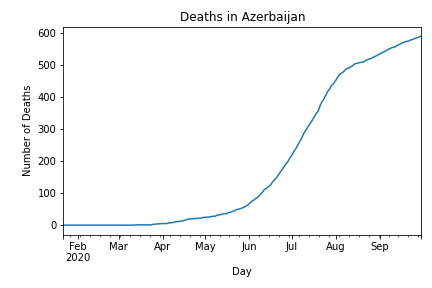 Deaths in Azerbaijan
600
500
400
300
200
100
0
Number of Deaths
Feb Mar Apr May Jun Jul Aug Sep
2020
Day